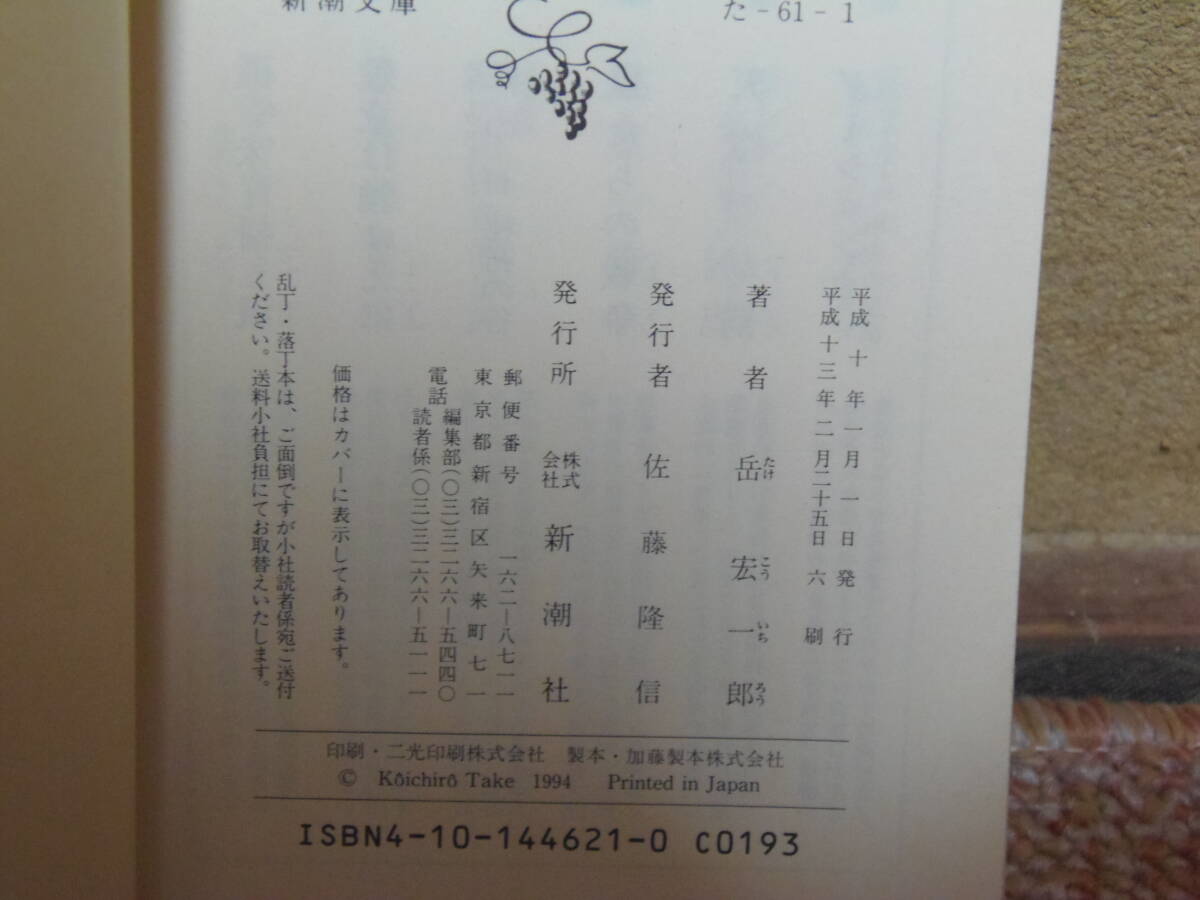 新潮文庫
た-61-1
平成十年一月一日発行
平成十三年二月二十五日六刷
著者 岳宏一郎
たけ こう いち ろう
発行者 佐藤隆信
発行所 株式会社 新潮社
郵便番号 一六二―八七一一
東京都新宿区矢来町七一
電話 編集部(〇三)三二六六―五四四〇
読者係(〇三)三二六六―五一一一
価格はカバーに表示してあります。
乱丁・落丁本は、ご面倒ですが小社読者係宛ご送付
ください。送料小社負担にてお取替えいたします。
印刷・二光印刷株式会社 製本・加藤製本株式会社
© Kōichirō Take 1994 Printed in Japan
ISBN4-10-144621-0 C0193